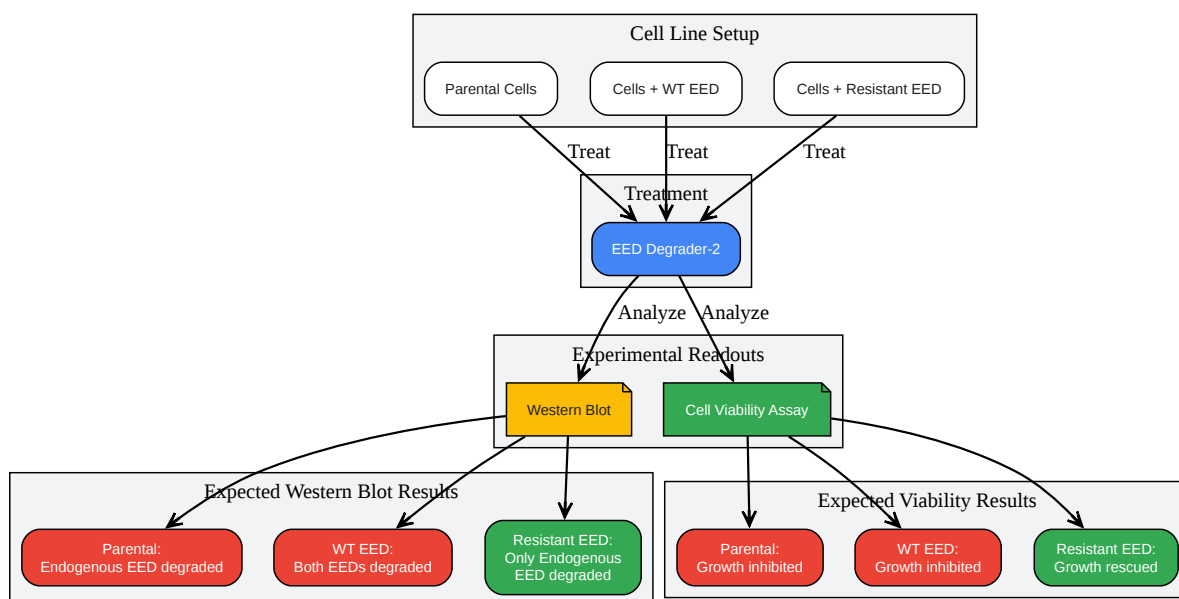 Cell Line Setup
Parental Cells
Cells + WT EED
Cells + Resistant EED
Treat
Treat
Treat
Treatment
EED Degrader-2
Analyze
Analyze
Experimental Readouts
Western Blot
Cell Viability Assay
Expected Western Blot Results
Parental:
Endogenous EED degraded
WT EED:
Both EEDs degraded
Resistant EED:
Only Endogenous
EED degraded
Expected Viability Results
Parental:
Growth inhibited
WT EED:
Growth inhibited
Resistant EED:
Growth rescued